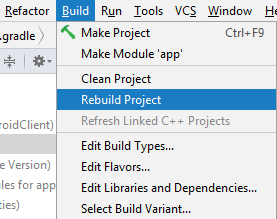 Refactor Build Run Tools VCS Window H
.gradle
Make Project Ctrl+F9
Make Module 'app'
Clean Project
Rebuild Project
Refresh Linked C++ Projects
roidClient)
Edit Build Types...
e Version)
Edit Flavors...
les for app
Edit Libraries and Dependencies...
ties)
Select Build Variant...